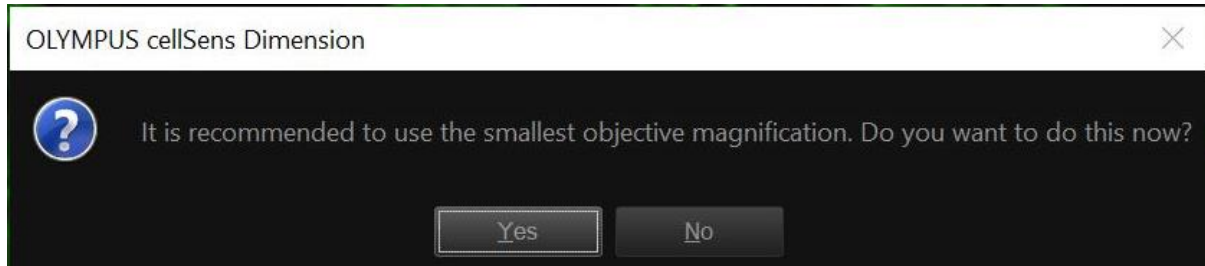 OLYMPUS cellSens Dimension
It is recommended to use the smallest objective magnification. Do you want to do this now?
Yes
No